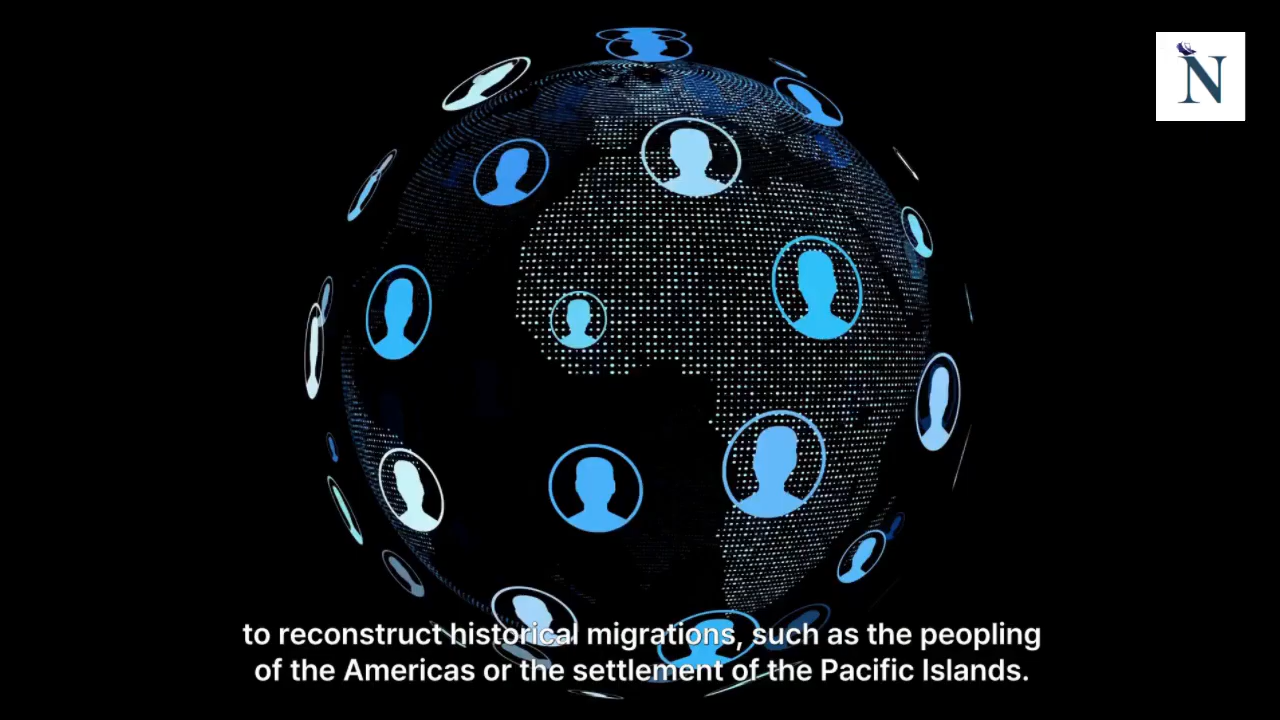 N
to reconstruct historical migrations, such as the peopling
of the Americas or the settlement of the Pacific Islands.